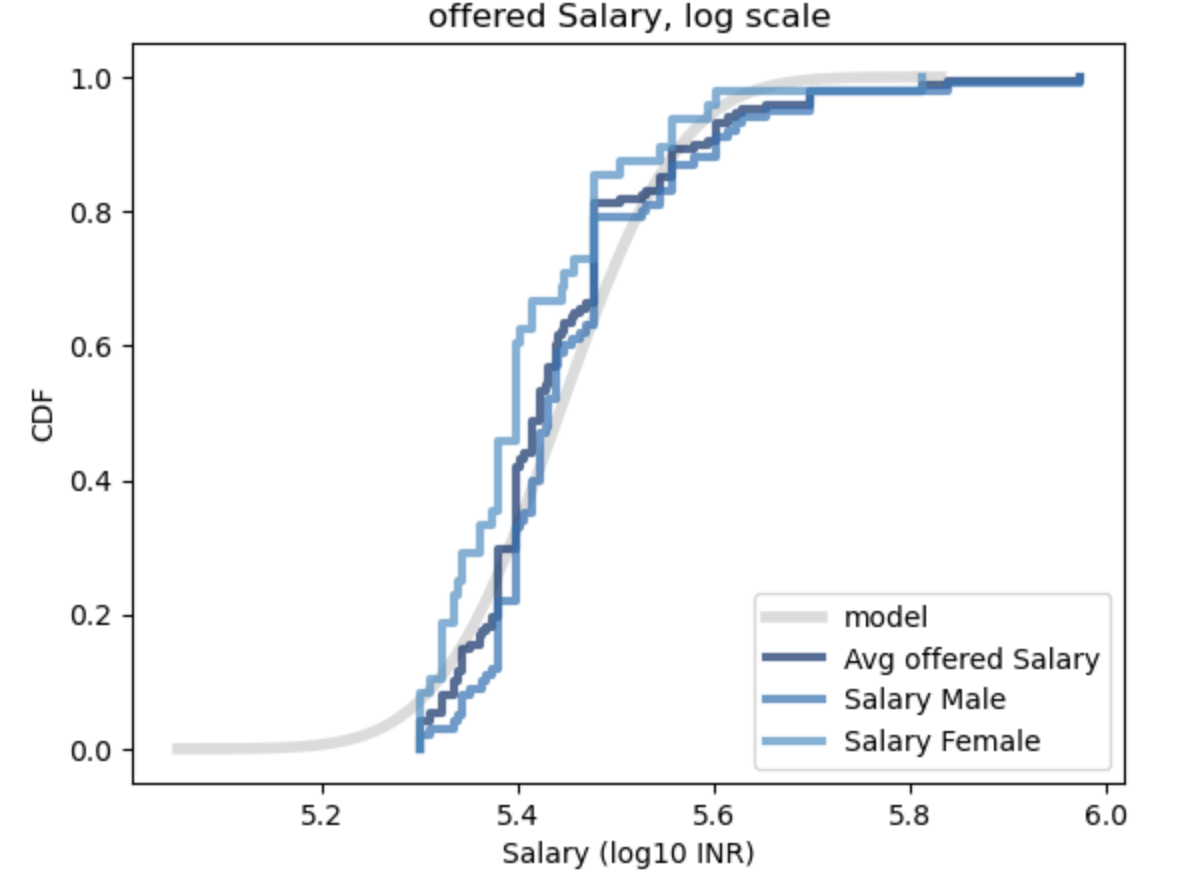 offered Salary, log scale
1.0
0.8
0.6
0.4
0.2
0.0
CDF
5.2
5.4
5.6
5.8
6.0
Salary (log10 INR)
model
Avg offered Salary
Salary Male
Salary Female